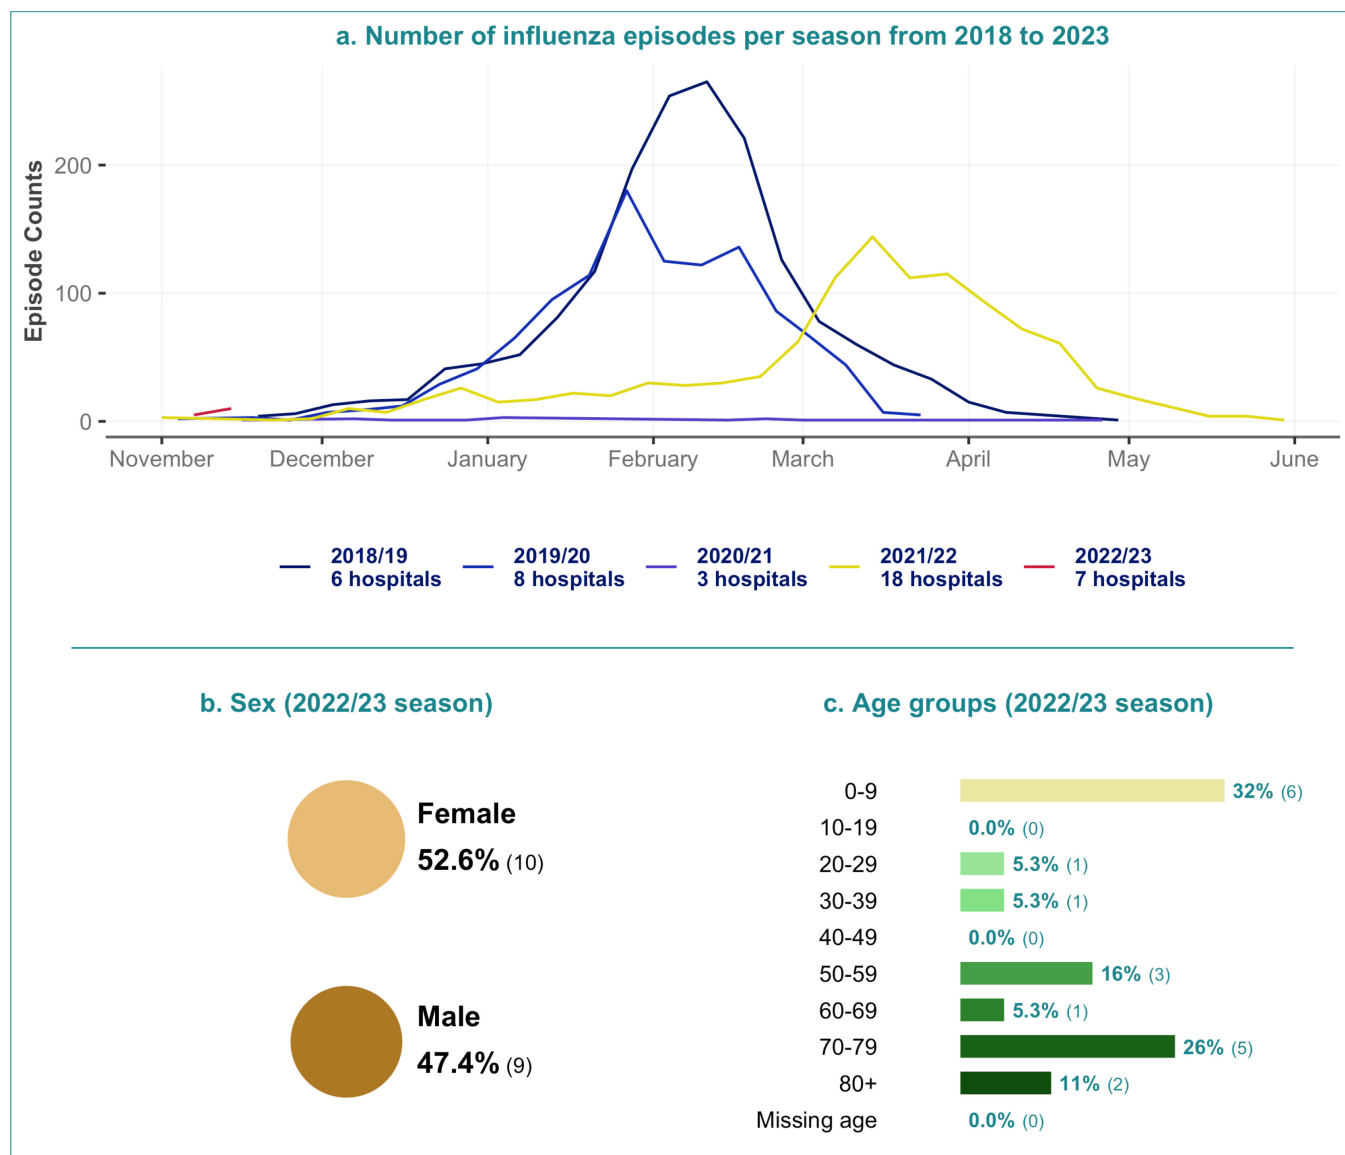 a. Number of influenza episodes per season from 2018 to 2023
Episode Counts
200
100
0
November December January February March April May June
2018/19 2019/20 2020/21 2021/22 2022/23
6 hospitals 8 hospitals 3 hospitals 18 hospitals 7 hospitals
b. Sex (2022/23 season)
Female
52.6% (10)
Male
47.4% (9)
c. Age groups (2022/23 season)
0-9 32% (6)
10-19 0.0% (0)
20-29 5.3% (1)
30-39 5.3% (1)
40-49 0.0% (0)
50-59 16% (3)
60-69 5.3% (1)
70-79 26% (5)
80+ 11% (2)
Missing age 0.0% (0)